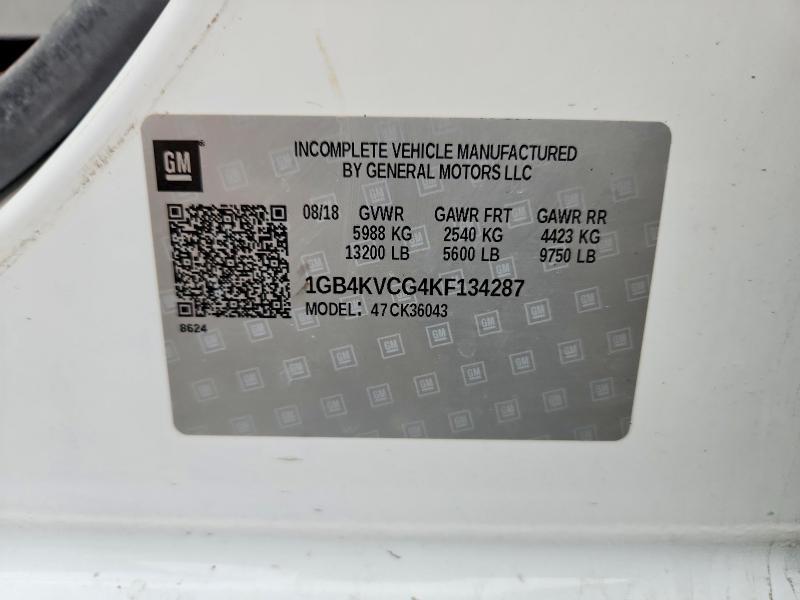 GM
INCOMPLETE VEHICLE MANUFACTURED
BY GENERAL MOTORS LLC
08/18 GVWR GAWR FRT GAWR RR
5988 KG 2540 KG 4423 KG
13200 LB 5600 LB 9750 LB
1GB4KVCG4KF134287
MODEL: 47CK36043
8624